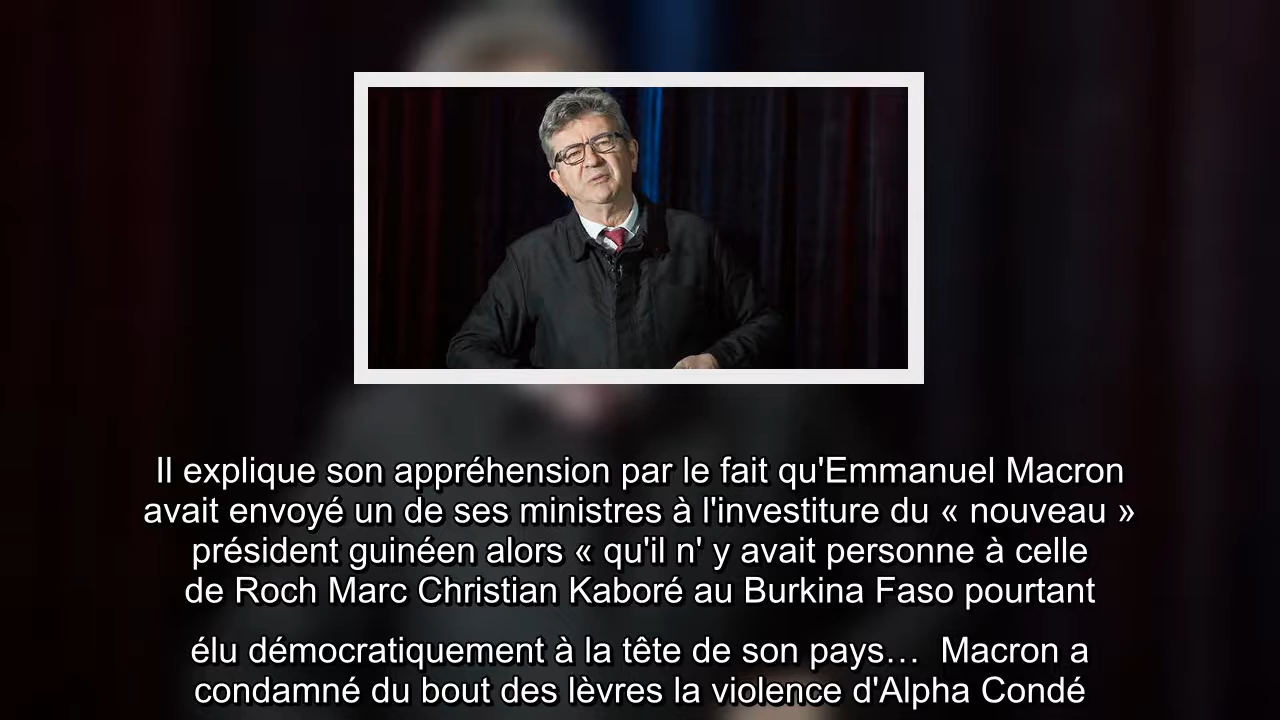 Il explique son appréhension par le fait qu'Emmanuel Macron
avait envoyé un de ses ministres à l'investiture du « nouveau »
président guinéen alors « qu'il n' y avait personne à celle
de Roch Marc Christian Kaboré au Burkina Faso pourtant
élu démocratiquement à la tête de son pays… Macron a
condamné du bout des lèvres la violence d'Alpha Condé